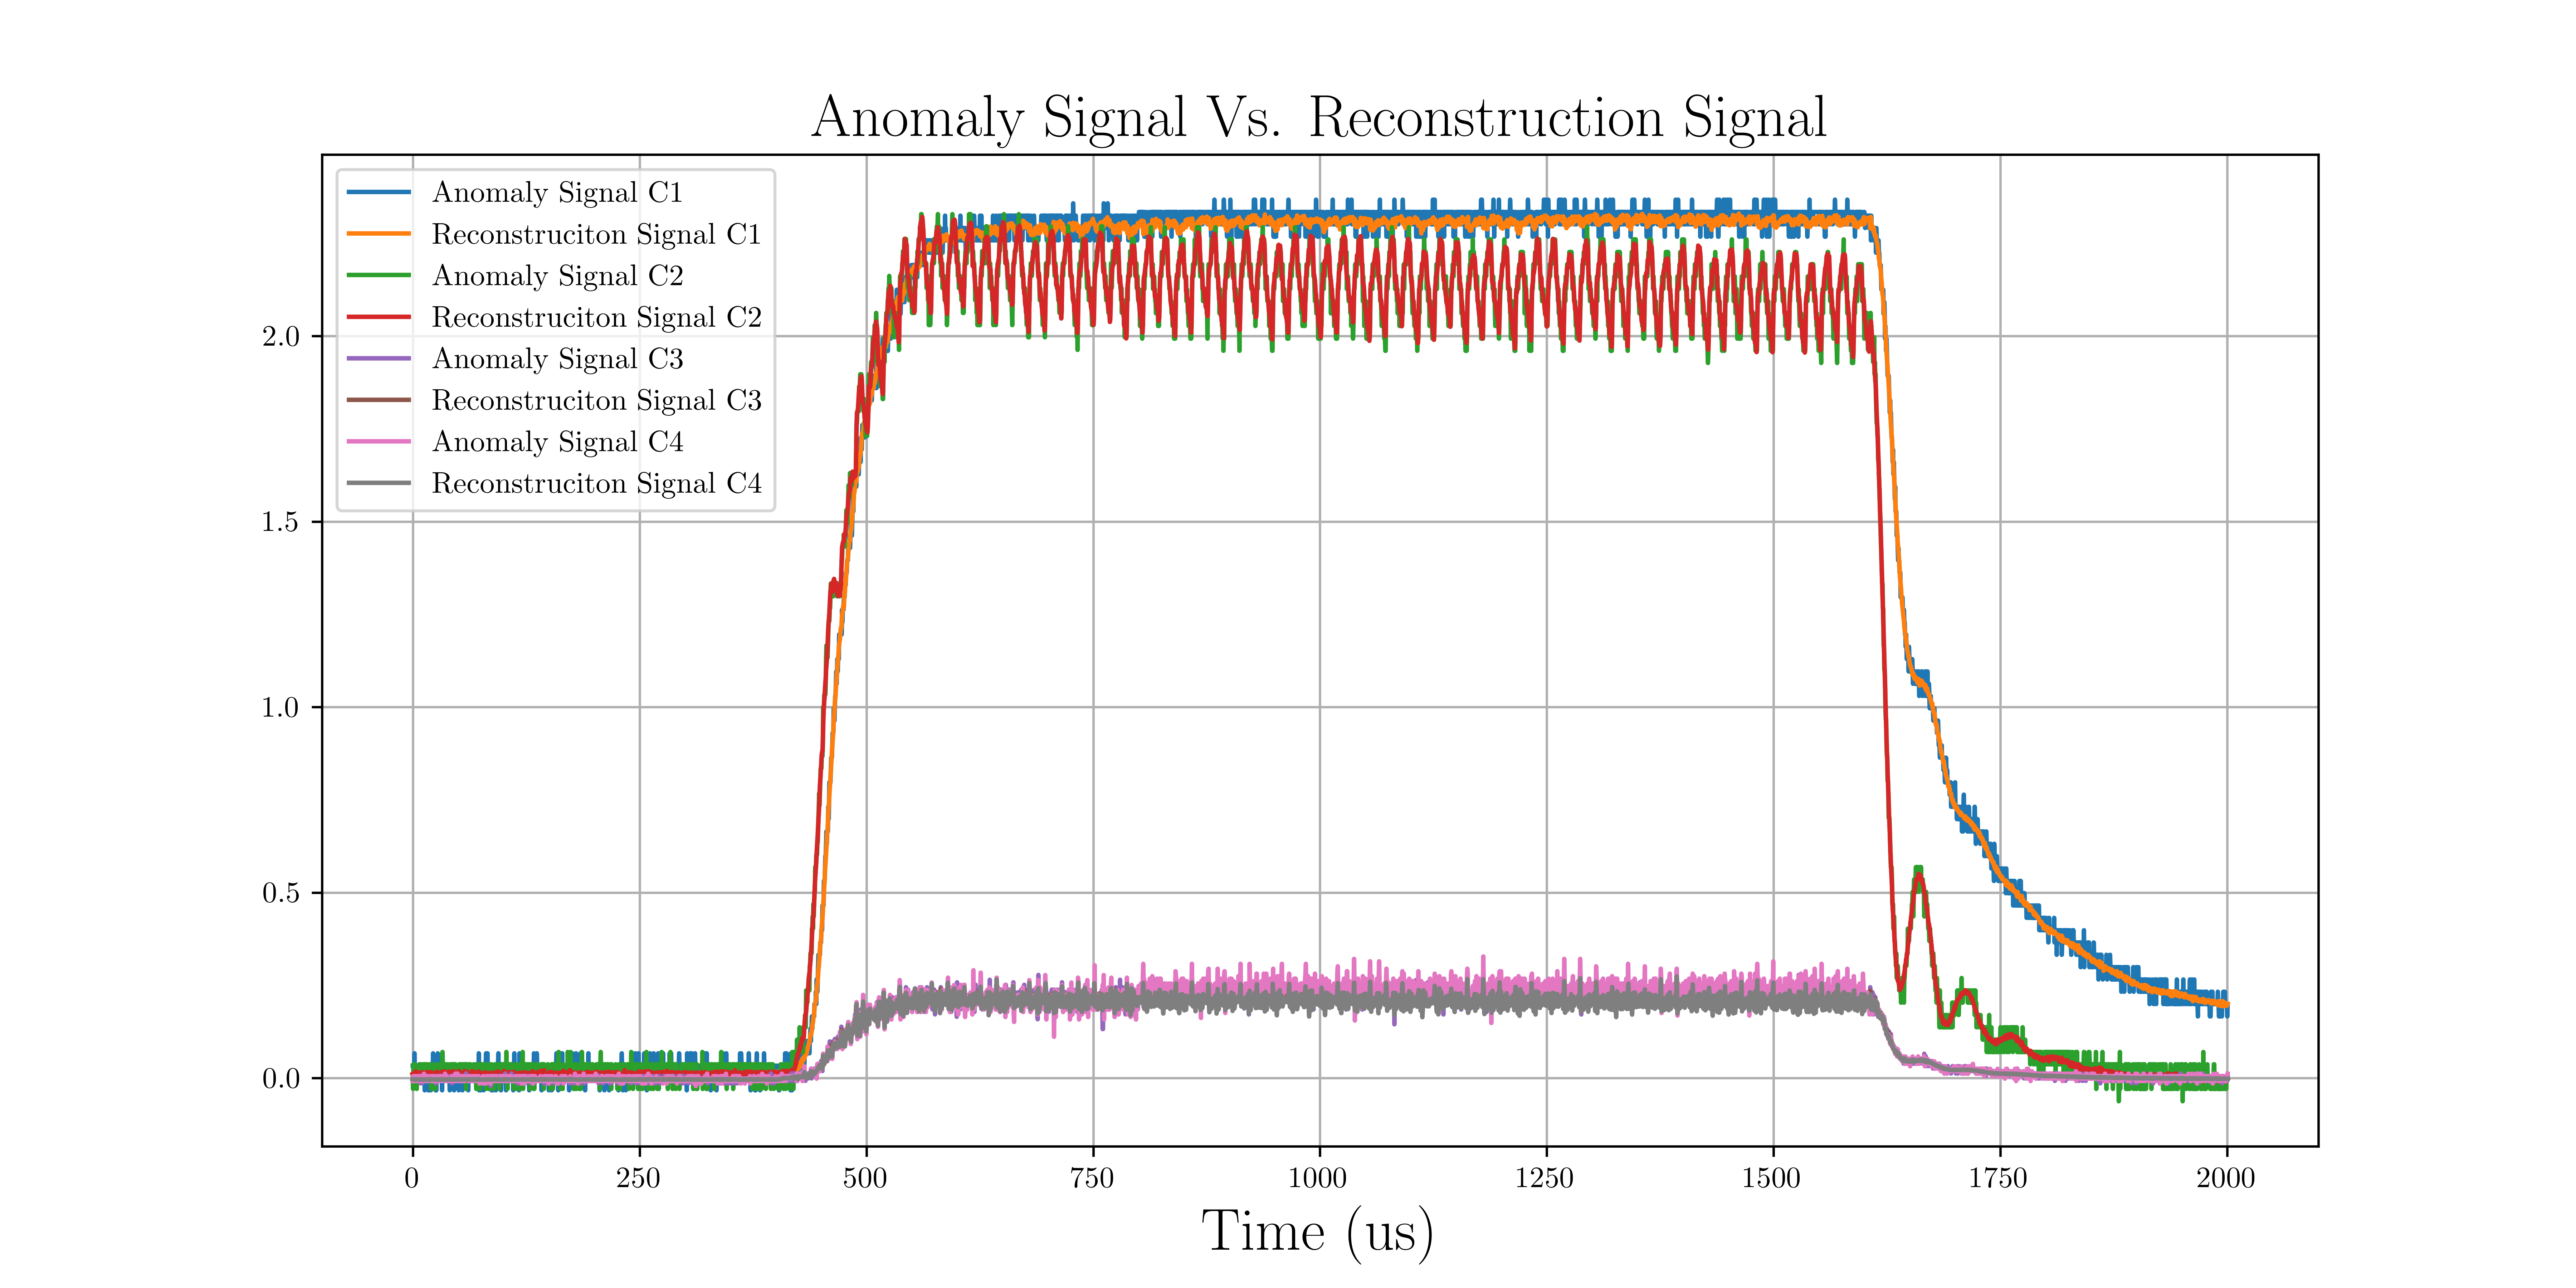 Anomaly Signal Vs. Reconstruction Signal
Anomaly Signal C1
Reconstruciton Signal C1
Anomaly Signal C2
Reconstruciton Signal C2
Anomaly Signal C3
Reconstruciton Signal C3
Anomaly Signal C4
Reconstruciton Signal C4
2.0
1.5
1.0
0.5
0.0
0 250 500 750 1000 1250 1500 1750 2000
Time (us)